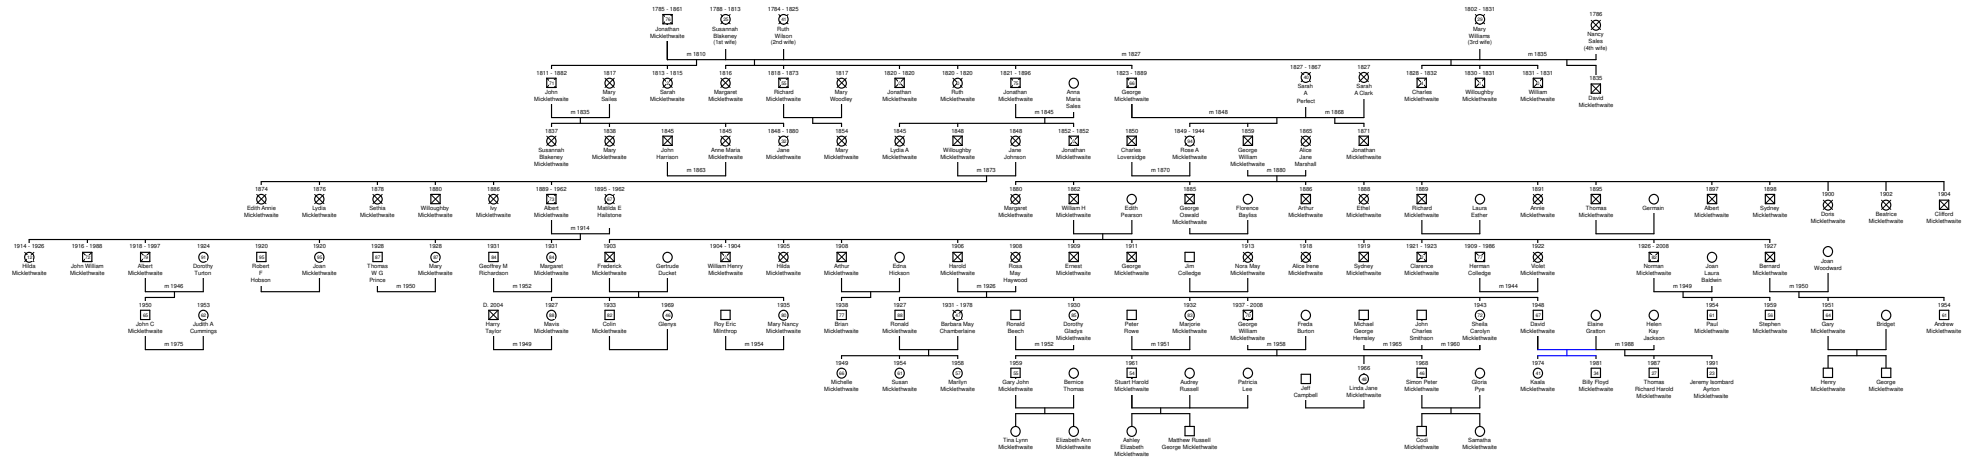 1785 - 1861
Jonathan
Micklethwaite
1788 - 1813
Susannah
Blakeney
(1st wife)
1784 - 1825
Ruth
Wilson
(2nd wife)
1802 - 1831
Mary
Williams
(3rd wife)
1786
Nancy
Sales
(4th wife)
m 1810
m 1827
m 1835
1811 - 1882
John
Micklethwaite
1817
Mary
Sailes
1813 - 1815
Sarah
Micklethwaite
1816
Margaret
Micklethwaite
1818 - 1873
Richard
Micklethwaite
1817
Mary
Woodley
1820 - 1820
Jonathan
Micklethwaite
1820 - 1820
Ruth
Micklethwaite
1821 - 1896
Jonathan
Micklethwaite
Anna
Maria
Sales
1823 - 1889
George
Micklethwaite
1827 - 1867
Sarah
A
Perfect
1827
Sarah
A Clark
1828 - 1832
Charles
Micklethwaite
1830 - 1831
Willoughby
Micklethwaite
1831 - 1831
William
Micklethwaite
1835
David
Micklethwaite
m 1835
m 1845
m 1848
m 1868
1837
Susannah
Blakeney
Micklethwaite
1838
Mary
Micklethwaite
1845
John
Harrison
1845
Anne Maria
Micklethwaite
1848 - 1880
Jane
Micklethwaite
1854
Mary
Micklethwaite
1845
Lydia A
Micklethwaite
1848
Willoughby
Micklethwaite
1848
Jane
Johnson
1852 - 1852
Jonathan
Micklethwaite
1850
Charles
Loversidge
1849 - 1944
Rose A
Micklethwaite
1859
George
William
Micklethwaite
1865
Alice
Jane
Marshall
1871
Jonathan
Micklethwaite
m 1863
m 1873
m 1870
m 1880
1874
Edith Annie
Micklethwaite
1876
Lydia
Micklethwaite
1878
Sethia
Micklethwaite
1880
Willoughby
Micklethwaite
1886
Ivy
Micklethwaite
1889 - 1962
Albert
Micklethwaite
1895 - 1962
Matilda E
Hailstone
1880
Margaret
Micklethwaite
1862
William H
Micklethwaite
Edith
Pearson
1885
George
Oswald
Micklethwaite
Florence
Bayliss
1886
Arthur
Micklethwaite
1888
Ethel
Micklethwaite
1889
Richard
Micklethwaite
Laura
Esther
1891
Annie
Micklethwaite
1895
Thomas
Micklethwaite
Germain
1897
Albert
Micklethwaite
1898
Sydney
Micklethwaite
1900
Doris
Micklethwaite
1902
Beatrice
Micklethwaite
1904
Clifford
Micklethwaite
m 1914
1914 - 1926
Hilda
Micklethwaite
1916 - 1988
John William
Micklethwaite
1918 - 1997
Albert
Micklethwaite
1924
Dorothy
Turton
1920
Robert
F
Hobson
1920
Joan
Micklethwaite
1928
Thomas
W G
Prince
1928
Mary
Micklethwaite
1931
Geoffrey M
Richardson
1931
Margaret
Micklethwaite
1903
Frederick
Micklethwaite
Gertrude
Ducket
1904 - 1904
William Henry
Micklethwaite
1905
Hilda
Micklethwaite
1908
Arthur
Micklethwaite
Edna
Hickson
1906
Harold
Micklethwaite
1908
Rosa
May
Haywood
1909
Ernest
Micklethwaite
1911
George
Micklethwaite
Jim
Colledge
1913
Nora May
Micklethwaite
1918
Alice Irene
Micklethwaite
1919
Sydney
Micklethwaite
1921 - 1923
Clarence
Micklethwaite
1909 - 1986
Herman
Colledge
1922
Violet
Micklethwaite
1926 - 2008
Norman
Micklethwaite
Joan
Laura
Baldwin
1927
Bernard
Micklethwaite
Joan
Woodward
m 1946
m 1950
m 1952
m 1926
m 1944
m 1949
m 1950
1950
John C
Micklethwaite
1953
Judith A
Cummings
D. 2004
Harry
Taylor
1927
Mavis
Micklethwaite
1933
Colin
Micklethwaite
1969
Glenys
Roy Eric
Minthrop
1935
Mary Nancy
Micklethwaite
1938
Brian
Micklethwaite
1927
Ronald
Micklethwaite
1931 - 1978
Barbara May
Chamberlaine
Ronald
Beech
1930
Dorothy
Gladys
Micklethwaite
Peter
Rowe
1932
Marjorie
Micklethwaite
1937 - 2008
George
William
Micklethwaite
Freda
Burton
Michael
George
Hemsley
John
Charles
Smithson
1943
Sheila
Carolyn
Micklethwaite
1948
David
Micklethwaite
Elaine
Gratton
Helen
Kay
Jackson
1954
Paul
Micklethwaite
1959
Stephen
Micklethwaite
1951
Gary
Micklethwaite
Bridget
1954
Andrew
Micklethwaite
m 1975
m 1949
m 1954
m 1952
m 1951
m 1958
m 1965
m 1960
m 1988
1949
Michelle
Micklethwaite
1954
Susan
Micklethwaite
1958
Marilyn
Micklethwaite
1959
Gary John
Micklethwaite
Bernice
Thomas
1961
Stuart Harold
Micklethwaite
Audrey
Russell
Patricia
Lee
Jeff
Campbell
1966
Linda Jane
Micklethwaite
1968
Simon Peter
Micklethwaite
Gloria
Pye
1974
Kaala
Micklethwaite
1981
Billy Floyd
Micklethwaite
1987
Thomas
Richard Harold
Micklethwaite
1991
Jeremy Isombard
Ayrton
Micklethwaite
Henry
Micklethwaite
George
Micklethwaite
Tina Lynn
Micklethwaite
Elizabeth Ann
Micklethwaite
Ashley
Elizabeth
Micklethwaite
Matthew Russell
George Micklethwaite
Codi
Micklethwaite
Samatha
Micklethwaite